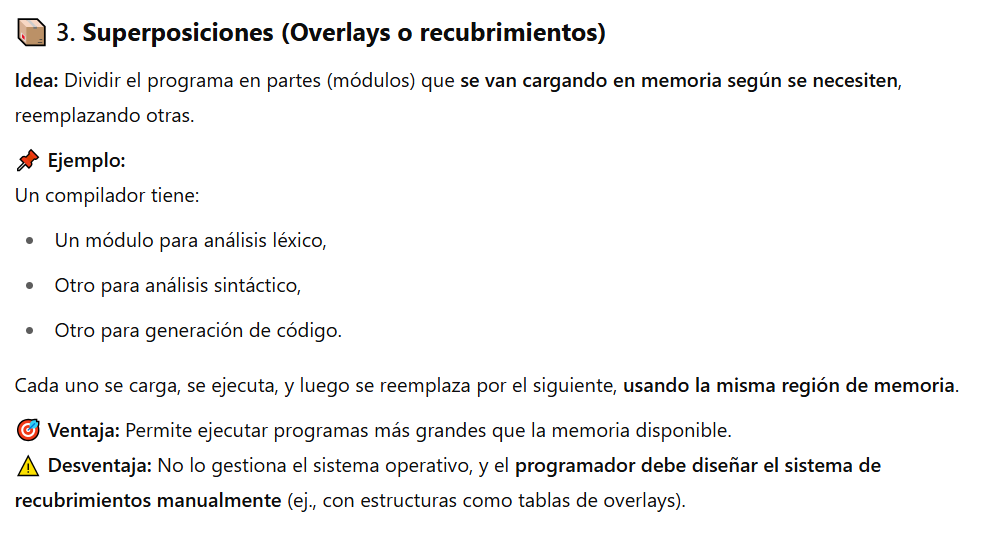 3. Superposiciones (Overlays o recubrimientos)
Idea: Dividir el programa en partes (módulos) que se van cargando en memoria según se necesiten,
reemplazando otras.
Ejemplo:
Un compilador tiene:
• Un módulo para análisis léxico,
• Otro para análisis sintáctico,
• Otro para generación de código.
Cada uno se carga, se ejecuta, y luego se reemplaza por el siguiente, usando la misma región de memoria.
Ventaja: Permite ejecutar programas más grandes que la memoria disponible.
Desventaja: No lo gestiona el sistema operativo, y el programador debe diseñar el sistema de
recubrimientos manualmente (ej., con estructuras como tablas de overlays).